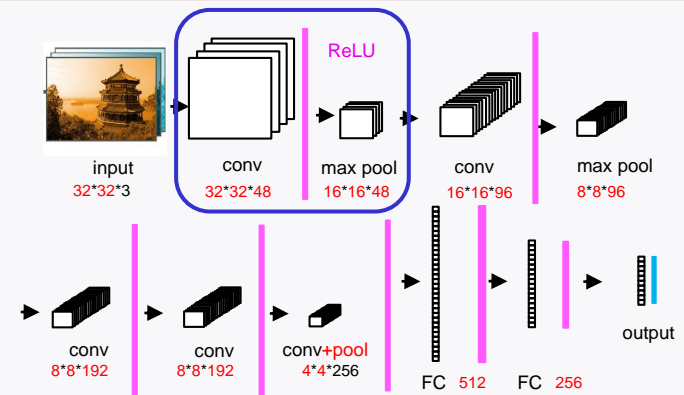 ReLU
input
32*32*3
conv
32*32*48
max pool
16*16*48
conv
16*16*96
max pool
8*8*96
conv
8*8*192
conv
8*8*192
conv+pool
4*4*256
FC 512
FC 256
output